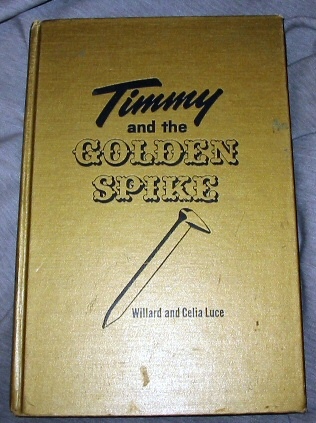 Timmy
and the
GOLDEN
SPIKE
Willard and Celia Luce